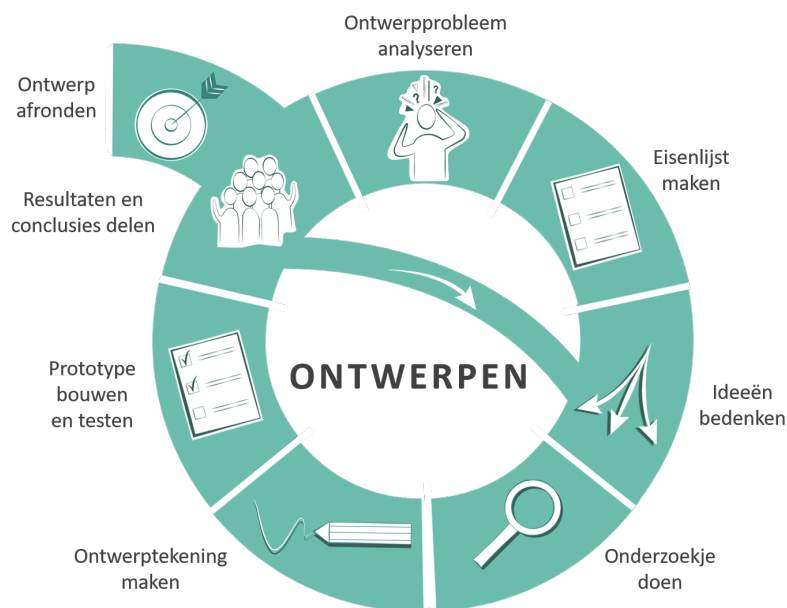 Ontwerpprobleem
analyseren
Eisenlijst
maken
Ideeën
bedenken
Onderzoekje
doen
Ontwerptekening
maken
Prototype
bouwen
en testen
Resultaten en
conclusies delen
Ontwerp
afronden
ONTWERPEN
? ?